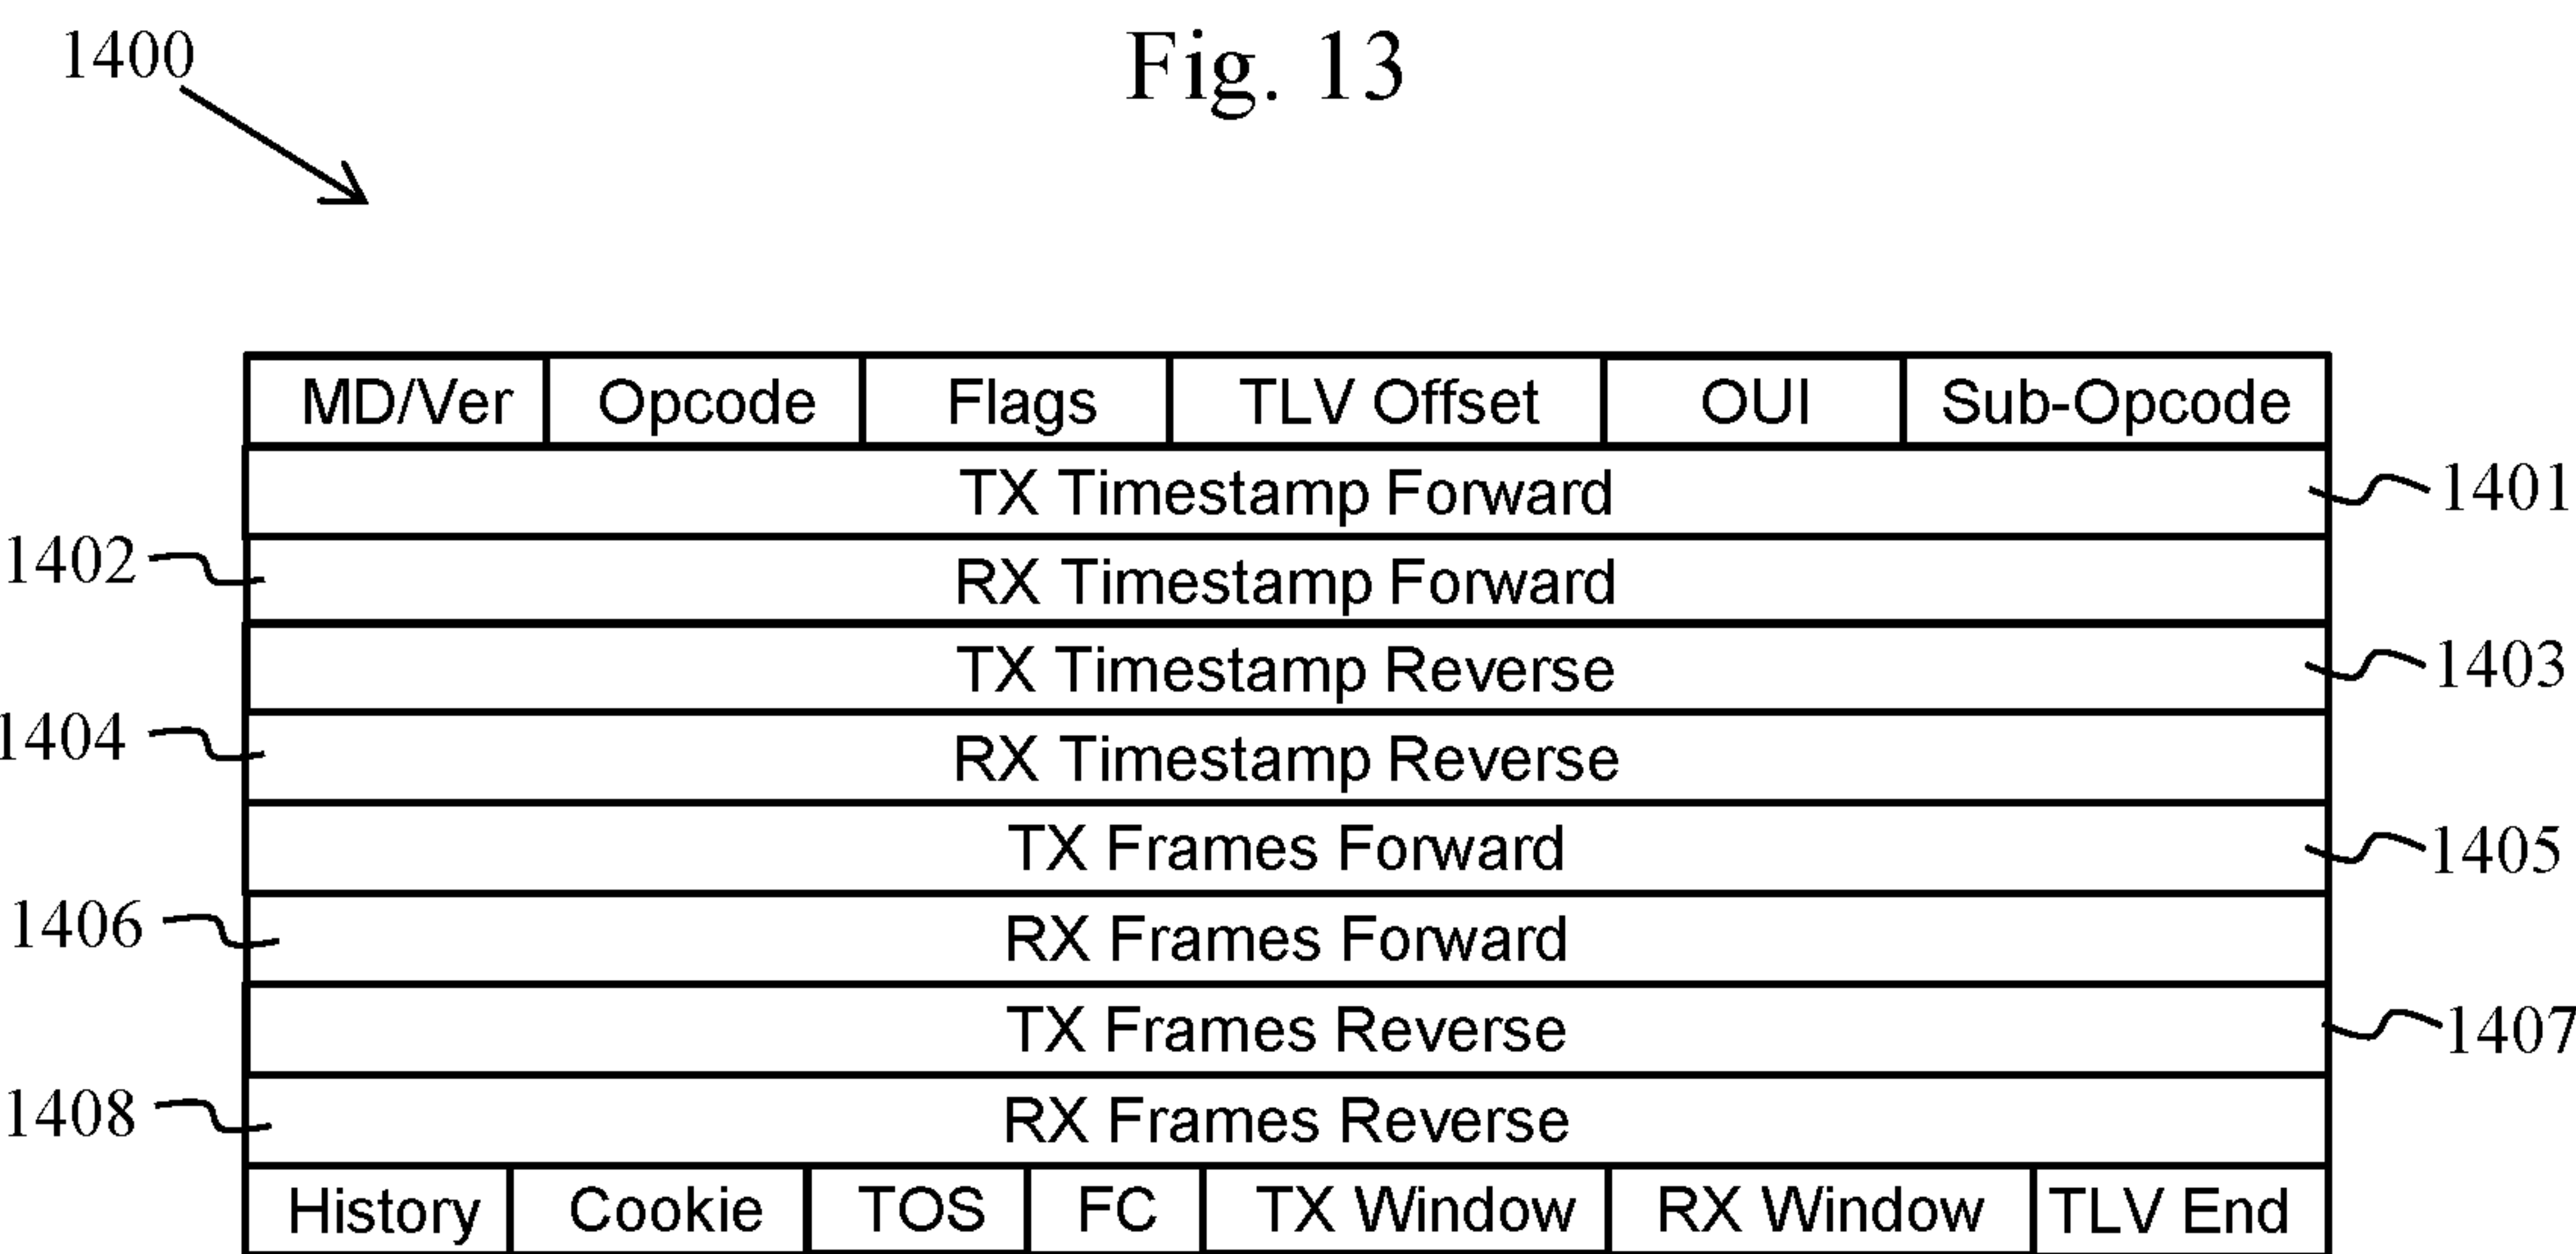 1400
Fig. 13
MD/Ver Opcode Flags TLV Offset OUI Sub-Opcode
TX Timestamp Forward 1401
1402 RX Timestamp Forward
TX Timestamp Reverse 1403
1404 RX Timestamp Reverse
TX Frames Forward 1405
1406 RX Frames Forward
TX Frames Reverse 1407
1408 RX Frames Reverse
History Cookie TOS FC TX Window RX Window TLV End